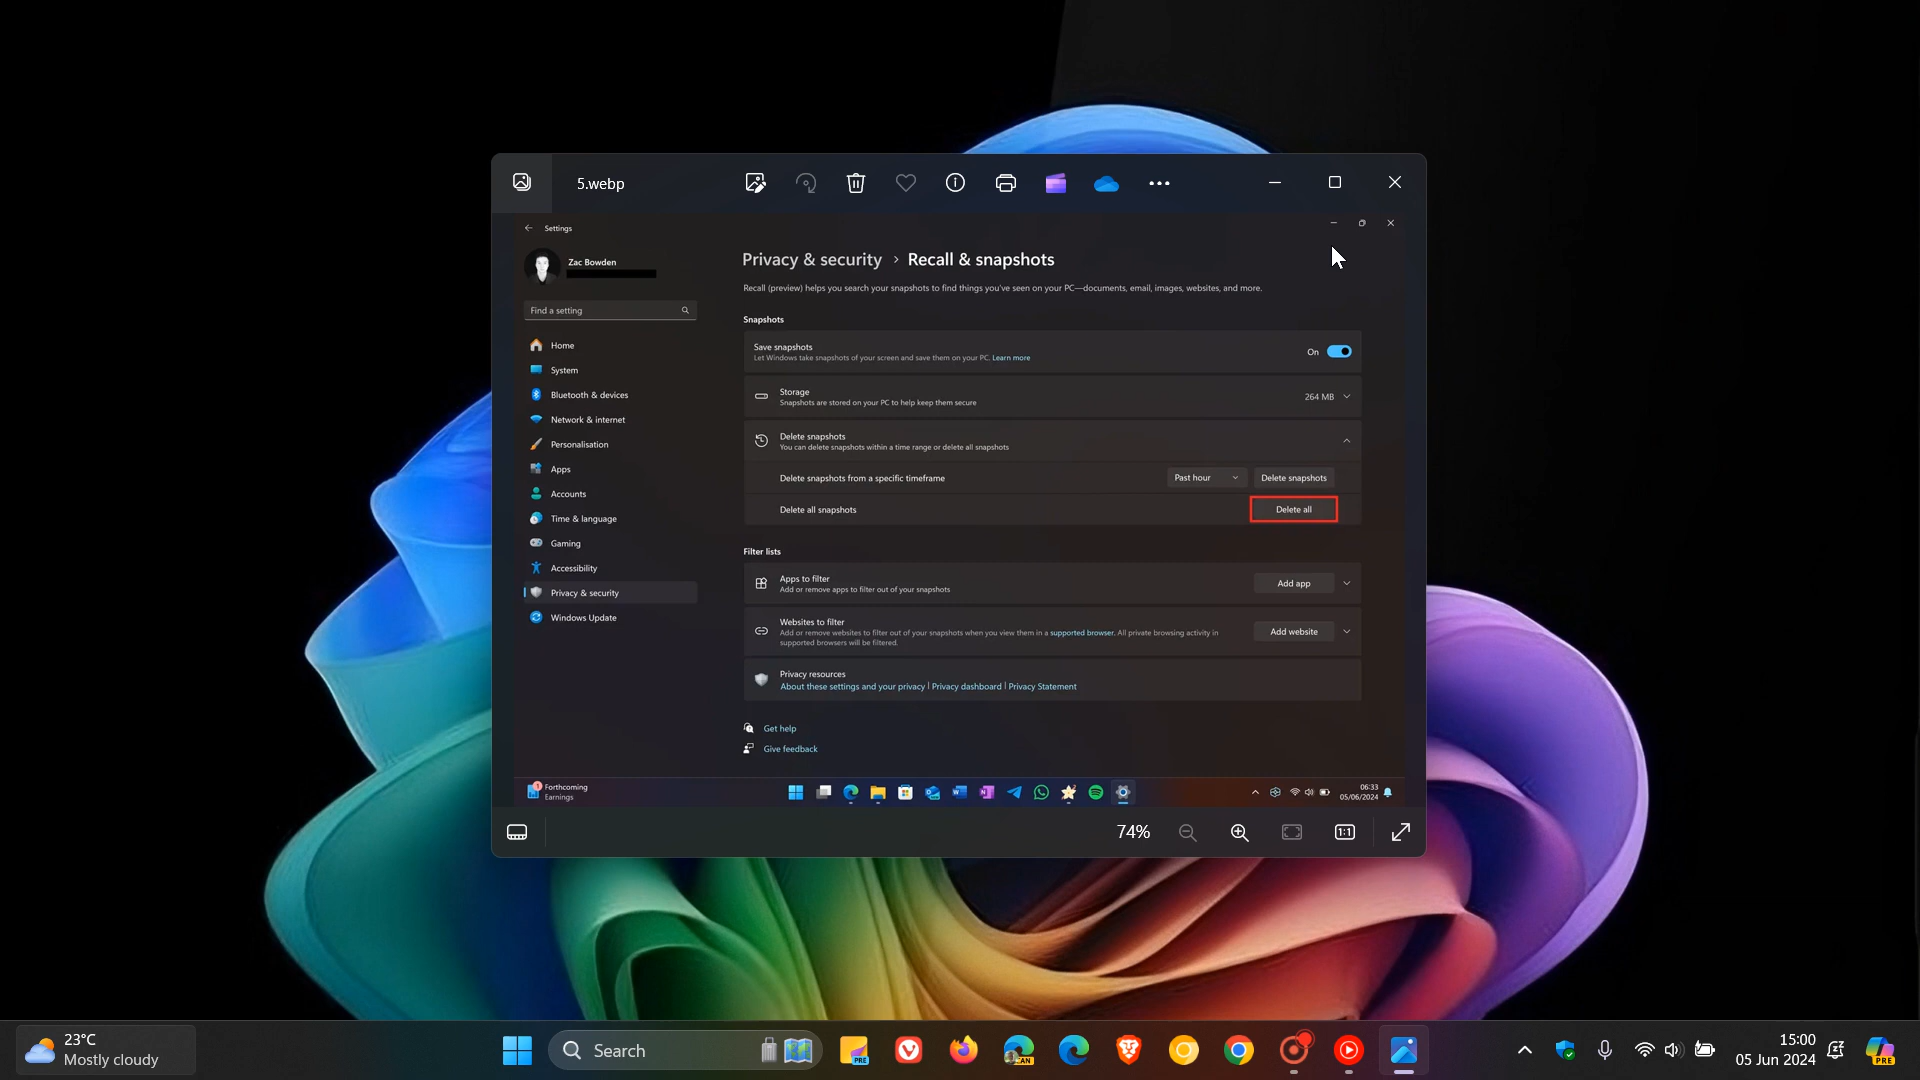 5.webp
Settings
Zac Bowden
Find a setting
Home
System
Bluetooth & devices
Network & internet
Personalisation
Apps
Accounts
Time & language
Gaming
Accessibility
Privacy & security
Windows Update
Privacy & security > Recall & snapshots
Recall (preview) helps you search your snapshots to find things you've seen on your PC—documents, email, images, websites, and more.
Snapshots
Save snapshots
Let Windows take snapshots of your screen and save them on your PC. Learn more
On
Storage
Snapshots are stored on your PC to help keep them secure
264 MB
Delete snapshots
You can delete snapshots within a time range or delete all snapshots
Delete snapshots from a specific timeframe
Past hour
Delete snapshots
Delete all snapshots
Delete all
Filter lists
Apps to filter
Add or remove apps to filter out of your snapshots
Add app
Websites to filter
Add or remove websites to filter out of your snapshots when you view them in a supported browser. All private browsing activity in
supported browsers will be filtered.
Add website
Privacy resources
About these settings and your privacy | Privacy dashboard | Privacy Statement
Get help
Give feedback
1
Forthcoming
Earnings
06:33
05/06/2024
74%
1:1
23°C
Mostly cloudy
Search
PRE
CAN
15:00
05 Jun 2024
PRE